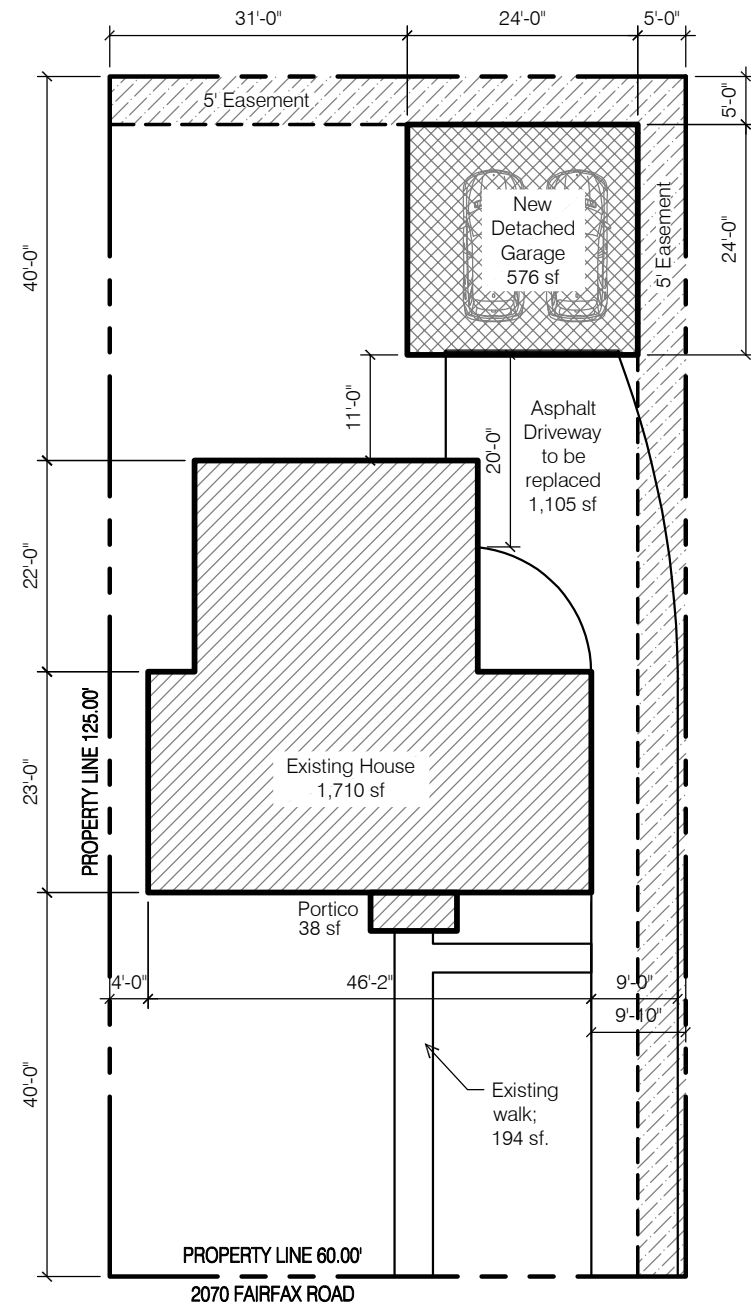 31'-0"
24'-0"
5'-0"
5' Easement
5'-0"
New
Detached
Garage
576 sf
5' Easement
24'-0"
40'-0"
11'-0"
20'-0"
Asphalt
Driveway
to be
replaced
1,105 sf
22'-0"
PROPERTY LINE 125.00'
23'-0"
Existing House
1,710 sf
Portico
38 sf
4'-0"
46'-2"
9'-0"
9'-10"
40'-0"
Existing
walk;
194 sf.
PROPERTY LINE 60.00'
2070 FAIRFAX ROAD